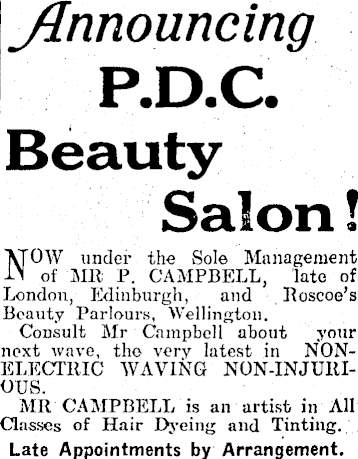 Announcing
P.D.C.
Beauty
Salon!
NOW under the Sole Management
of MR P. CAMPBELL, late of
London, Edinburgh, and Roscoe's
Beauty Parlours, Wellington.
Consult Mr Campbell about your
next wave, the very latest in NON-
ELECTRIC WAVING NON-INJURI-
OUS.
MR CAMPBELL is an artist in All
Classes of Hair Dyeing and Tinting.
Late Appointments by Arrangement.